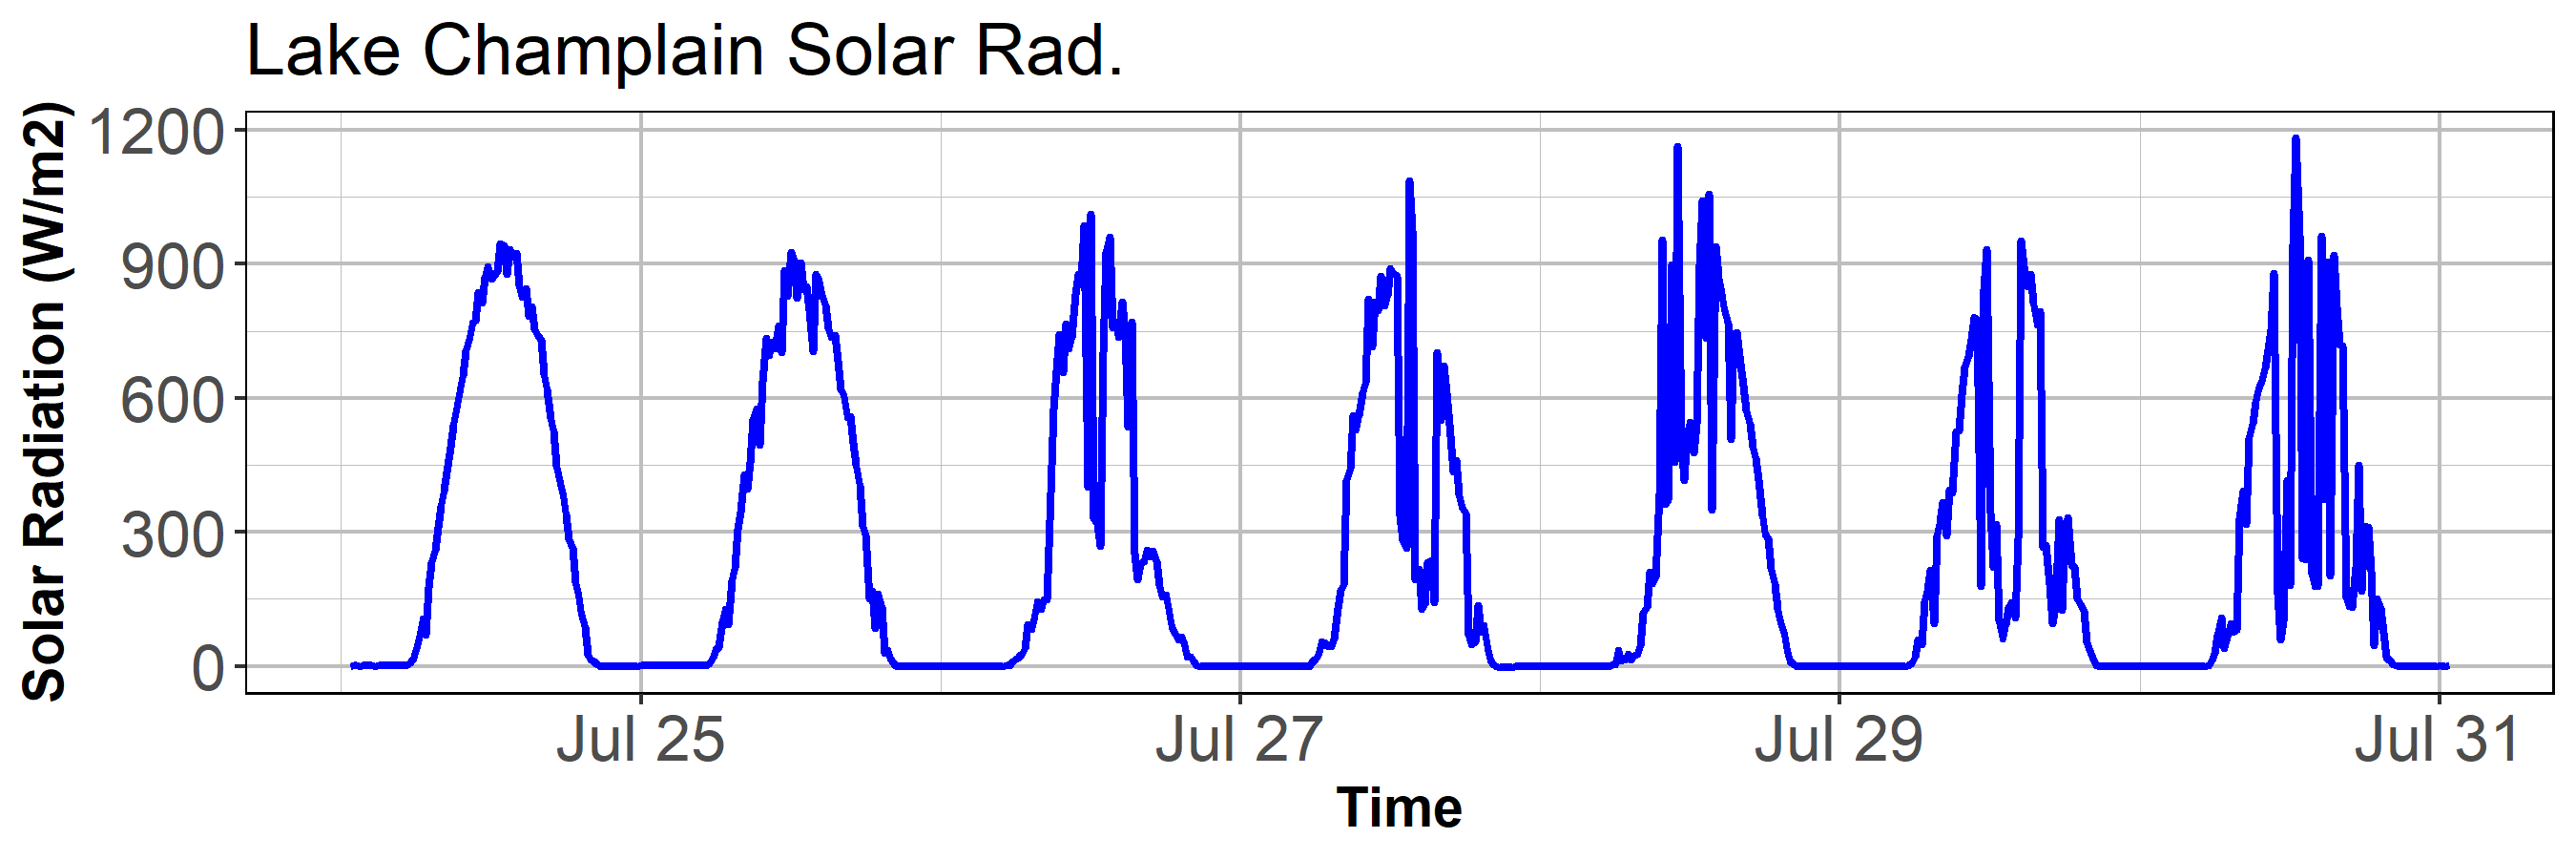 Lake Champlain Solar Rad.
Solar Radiation (W/m2)
1200
900
600
300
0
Jul 25
Jul 27
Jul 29
Jul 31
Time